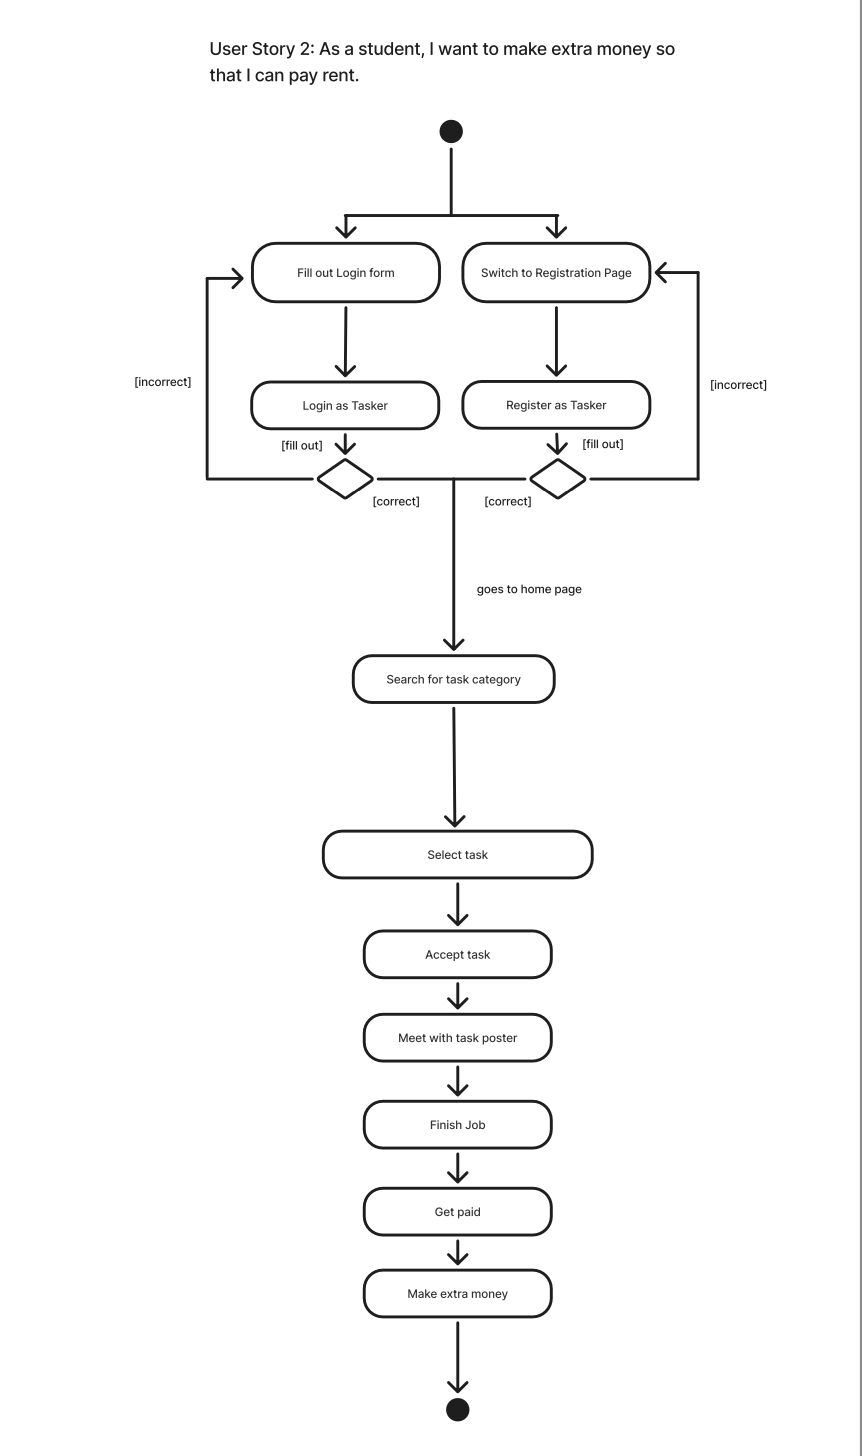 User Story 2: As a student, I want to make extra money so
that I can pay rent.
Fill out Login form
Switch to Registration Page
[incorrect]
[incorrect]
Login as Tasker
Register as Tasker
[fill out]
[fill out]
[correct]
[correct]
goes to home page
Search for task category
Select task
Accept task
Meet with task poster
Finish Job
Get paid
Make extra money